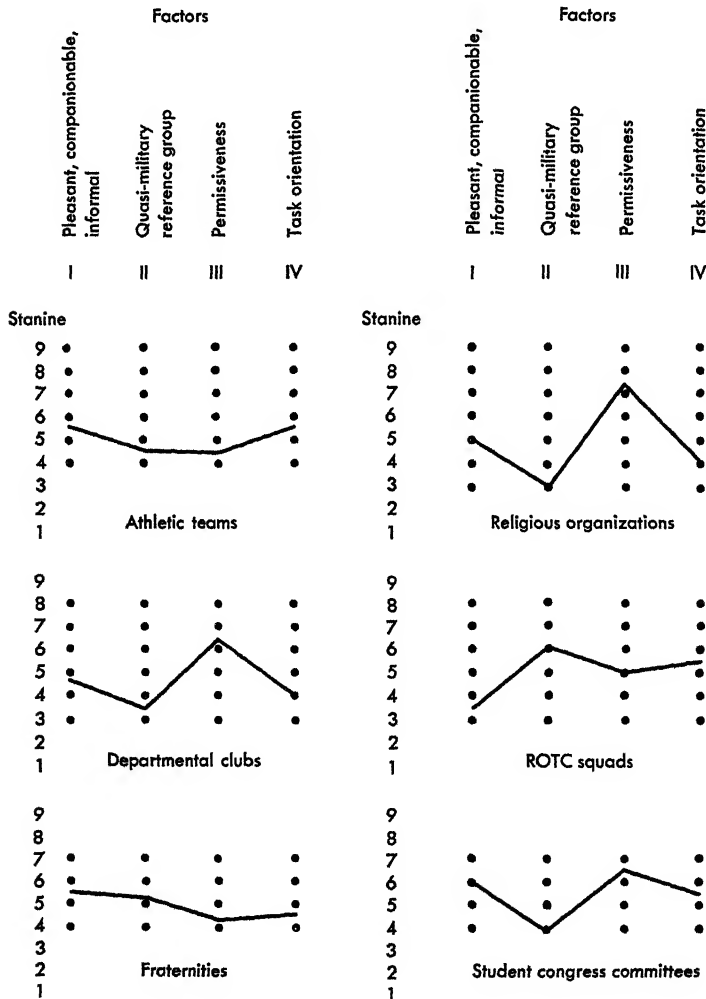 Factors
Pleasant, companionable,
informal
Quasi-military
reference group
Permissiveness
Task orientation
I II III IV
Stanine
9
8
7
6
5
4
3
2
1
Athletic teams
9
8
7
6
5
4
3
2
1
Departmental clubs
9
8
7
6
5
4
3
2
1
Fraternities
Factors
Pleasant, companionable,
informal
Quasi-military
reference group
Permissiveness
Task orientation
I II III IV
Stanine
9
8
7
6
5
4
3
2
1
Religious organizations
9
8
7
6
5
4
3
2
1
ROTC squads
9
8
7
6
5
4
3
2
1
Student congress committees